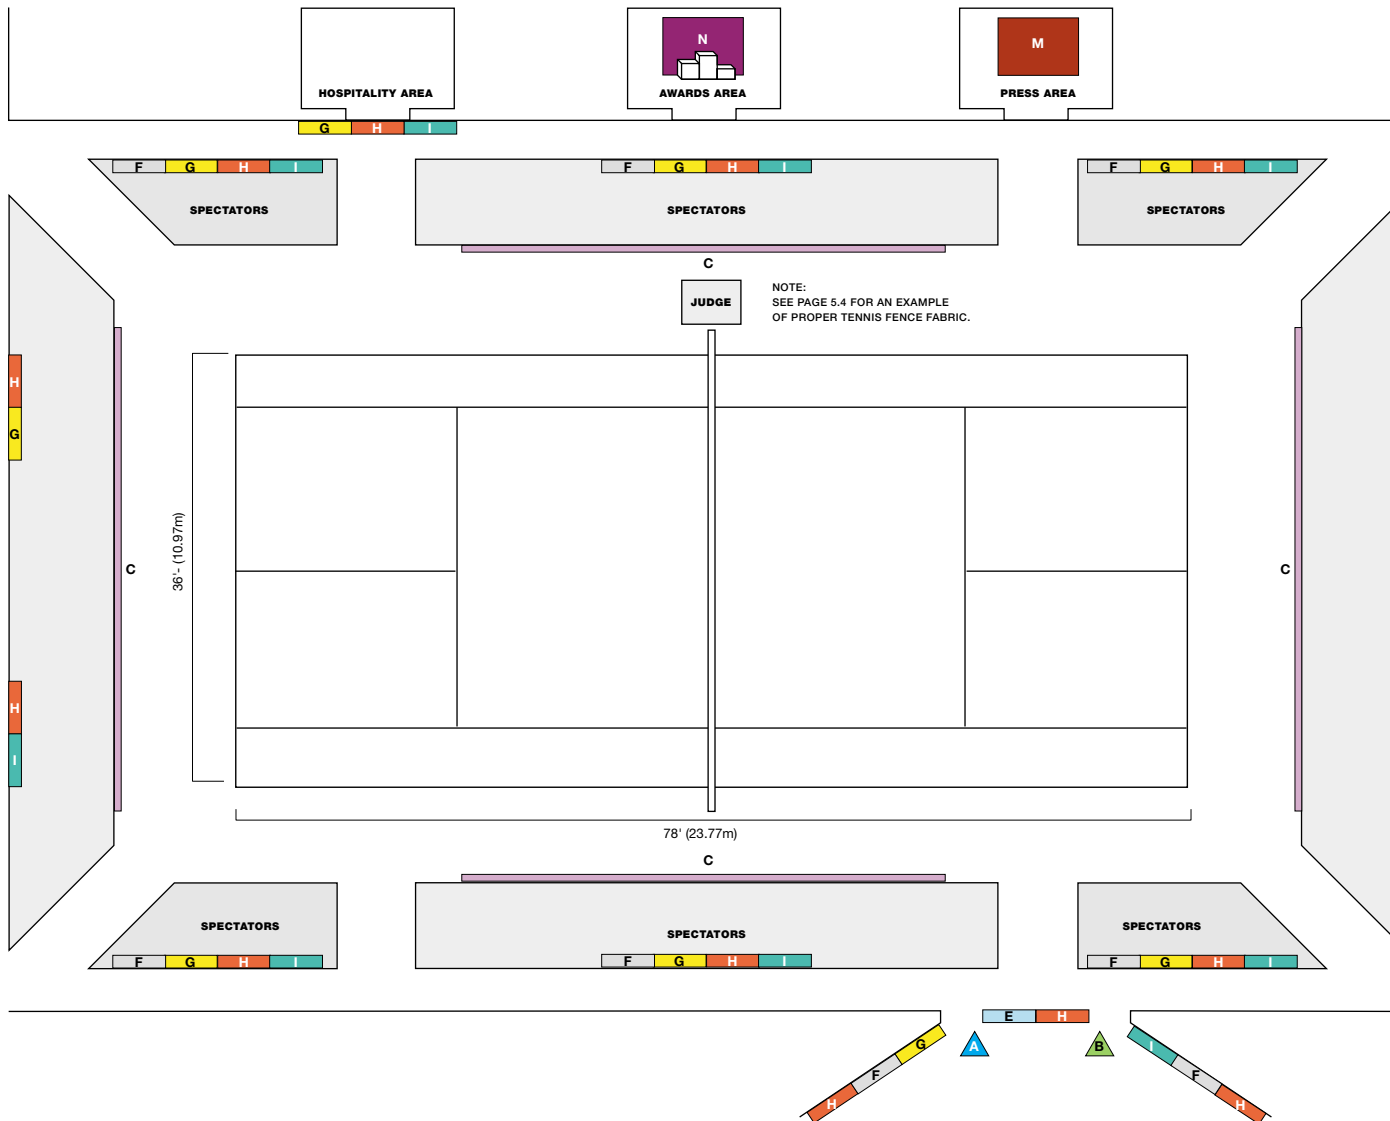 N
M
HOSPITALITY AREA
AWARDS AREA
PRESS AREA
G H I
F G H I
F G H I
F G H I
SPECTATORS
SPECTATORS
SPECTATORS
C
JUDGE
NOTE:
SEE PAGE 5.4 FOR AN EXAMPLE
OF PROPER TENNIS FENCE FABRIC.
H
G
36'- (10.97m)
C
C
H
I
78' (23.77m)
C
SPECTATORS
SPECTATORS
SPECTATORS
F G H I
F G H I
F G H I
E H
A
B
G
F
H
I
F
H